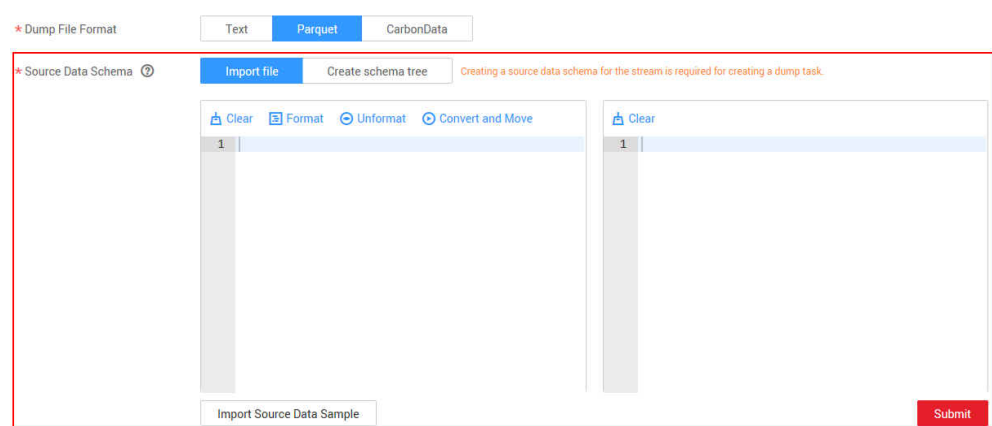 * Dump File Format Text Parquet CarbonData
* Source Data Schema ? Import file Create schema tree Creating a source data schema for the stream is required for creating a dump task.
Clear Format Unformat Convert and Move Clear
1 1
Import Source Data Sample Submit